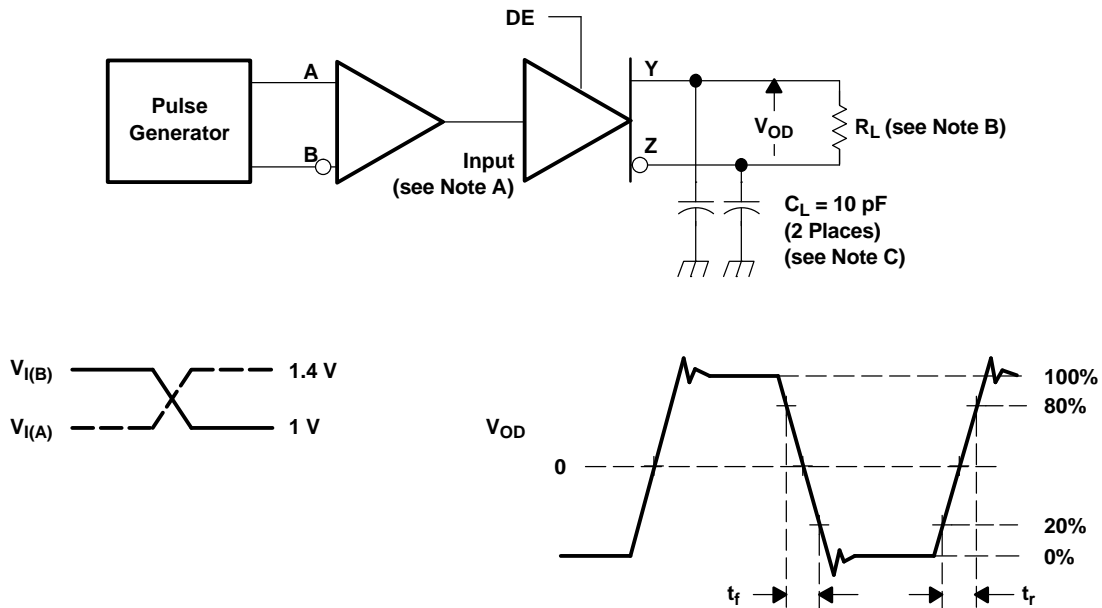 DE
A
Y
Pulse
Generator
V_OD
R_L (see Note B)
B
Z
Input
(see Note A)
C_L = 10 pF
(2 Places)
(see Note C)
V_I(B)
1.4 V
V_I(A)
1 V
100%
80%
V_OD
0
20%
0%
t_f
t_r